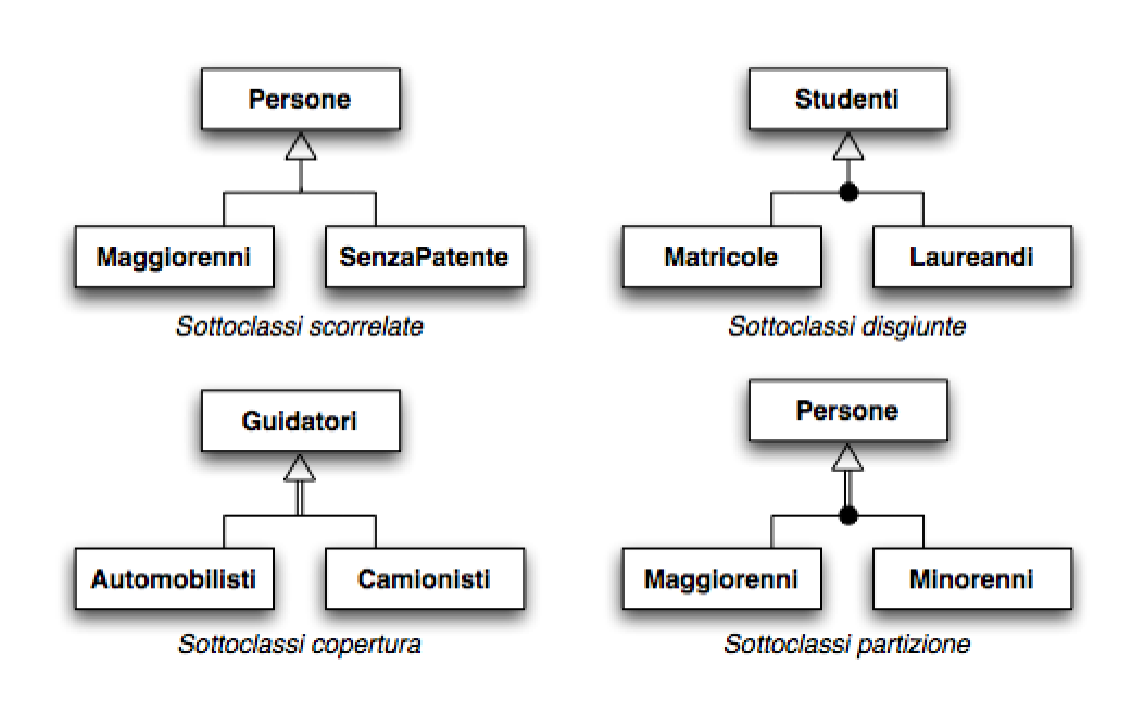 Persone
Maggiorenni
SenzaPatente
Sottoclassi scorrelate
Studenti
Matricole
Laureandi
Sottoclassi disgiunte
Guidatori
Automobilisti
Camionisti
Sottoclassi copertura
Persone
Maggiorenni
Minorenni
Sottoclassi partizione